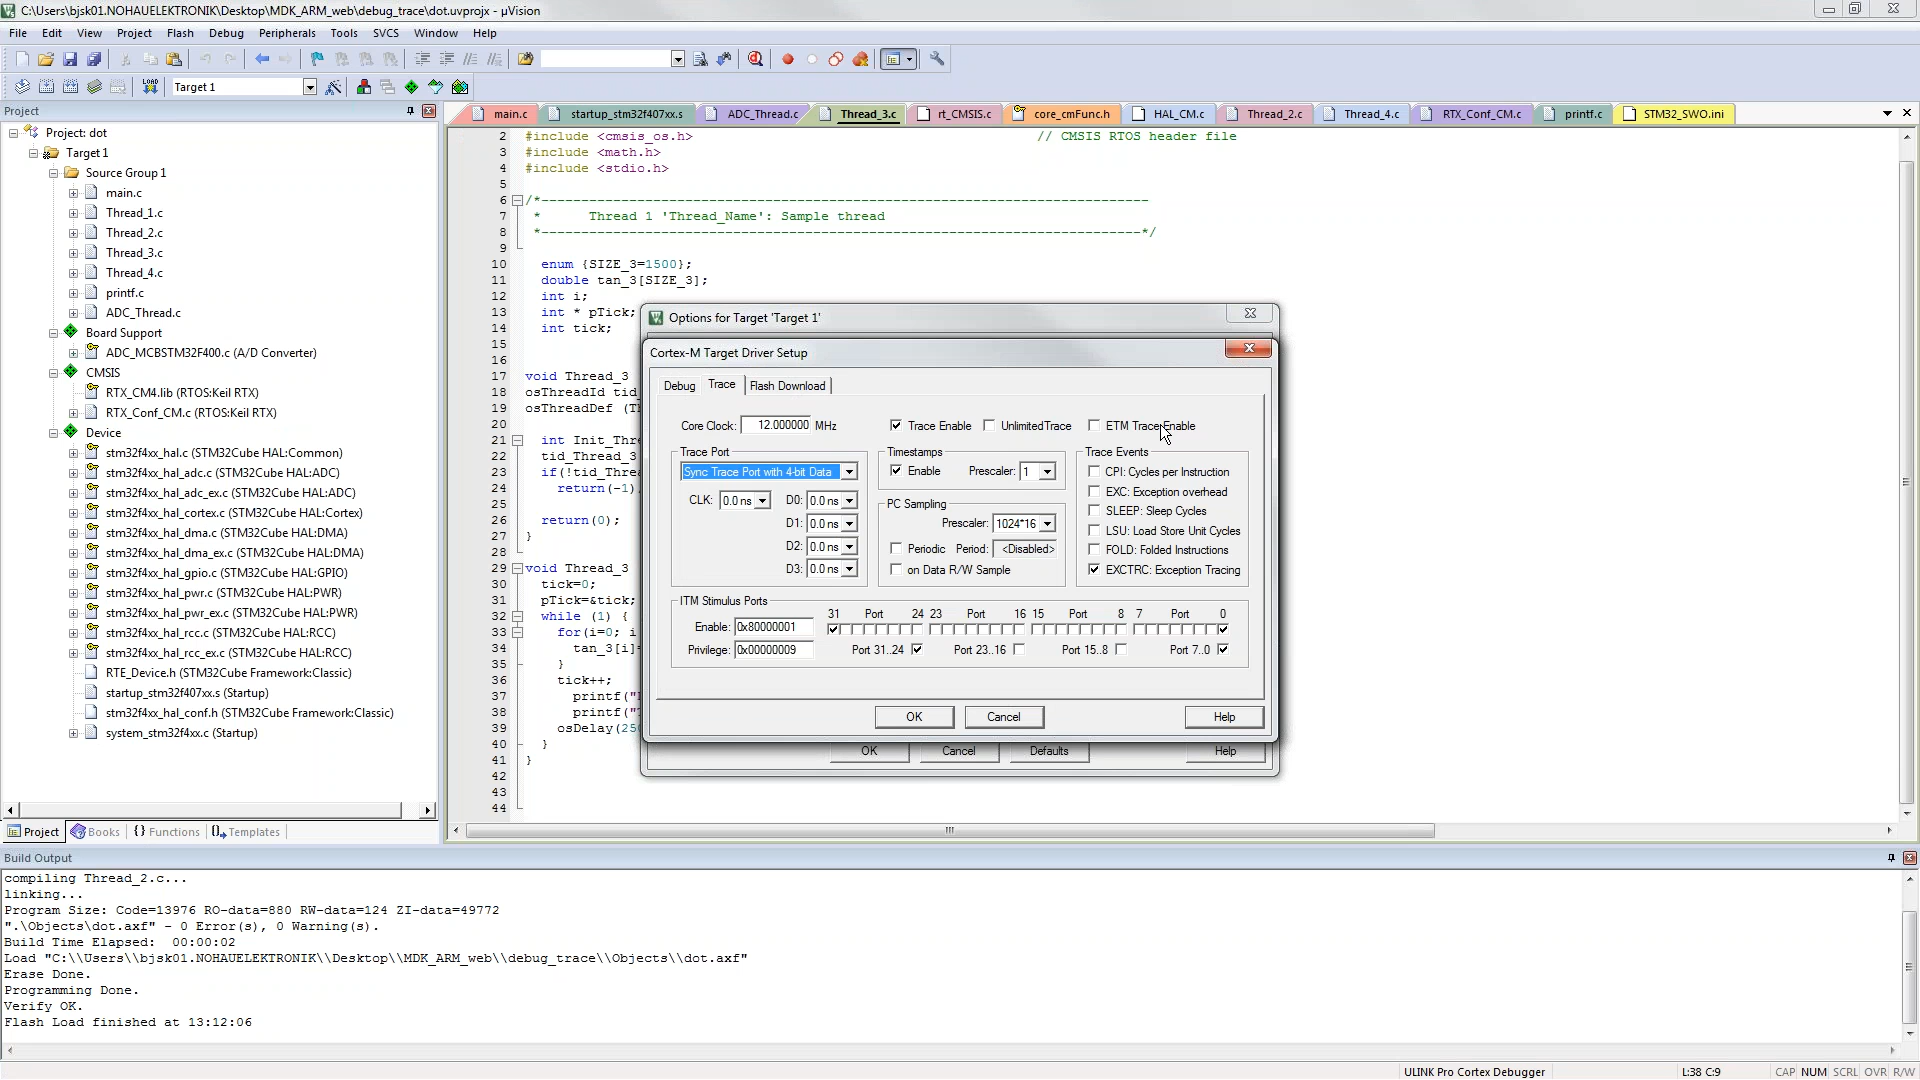 C:\Users\bjsk01.NOHAUELEKTRONIK\Desktop\MDK_ARM_web\debug_trace\dot.uvprojx - µVision
File Edit View Project Flash Debug Peripherals Tools SVCS Window Help
LOAD Target 1
Project
main.c startup_stm32f407xx.s ADC_Thread.c Thread_3.c rt_CMSIS.c core_cmFunc.h HAL_CM.c Thread_2.c Thread_4.c RTX_Conf_CM.c printf.c STM32_SWO.ini
Project: dot
Target 1
Source Group 1
main.c
Thread_1.c
Thread_2.c
Thread_3.c
Thread_4.c
printf.c
ADC_Thread.c
Board Support
ADC_MCBSTM32F400.c (A/D Converter)
CMSIS
RTX_CM4.lib (RTOS:Keil RTX)
RTX_Conf_CM.c (RTOS:Keil RTX)
Device
stm32f4xx_hal.c (STM32Cube HAL:Common)
stm32f4xx_hal_adc.c (STM32Cube HAL:ADC)
stm32f4xx_hal_adc_ex.c (STM32Cube HAL:ADC)
stm32f4xx_hal_cortex.c (STM32Cube HAL:Cortex)
stm32f4xx_hal_dma.c (STM32Cube HAL:DMA)
stm32f4xx_hal_dma_ex.c (STM32Cube HAL:DMA)
stm32f4xx_hal_gpio.c (STM32Cube HAL:GPIO)
stm32f4xx_hal_pwr.c (STM32Cube HAL:PWR)
stm32f4xx_hal_pwr_ex.c (STM32Cube HAL:PWR)
stm32f4xx_hal_rcc.c (STM32Cube HAL:RCC)
stm32f4xx_hal_rcc_ex.c (STM32Cube HAL:RCC)
RTE_Device.h (STM32Cube Framework:Classic)
startup_stm32f407xx.s (Startup)
stm32f4xx_hal_conf.h (STM32Cube Framework:Classic)
system_stm32f4xx.c (Startup)
Project Books {} Functions Templates
2 #include <cmsis_os.h> // CMSIS RTOS header file
3 #include <math.h>
4 #include <stdio.h>
5
6 /*----------------------------------------------------------------------------
7 * Thread 1 'Thread_Name': Sample thread
8 *---------------------------------------------------------------------------*/
9
10 enum {SIZE_3=1500};
11 double tan_3[SIZE_3];
12 int i;
13 int * pTick;
14 int tick;
15
16
17 void Thread_3
18 osThreadId tid_
19 osThreadDef (Th
20
21 int Init_Thre
22 tid_Thread_3
23 if(!tid_Threa
24 return(-1)
25
26 return(0);
27 }
28
29 void Thread_3
30 tick=0;
31 pTick=&tick;
32 while (1) {
33 for(i=0; i
34 tan_3[i]=
35 }
36 tick++;
37 printf("
38 printf("
39 osDelay(250
40 }
41 }
42
43
44
Options for Target 'Target 1'
Cortex-M Target Driver Setup
Debug Trace Flash Download
Core Clock: 12.000000 MHz Trace Enable UnlimitedTrace ETM Trace Enable
Trace Port
Sync Trace Port with 4-bit Data
CLK: 0.0 ns D0: 0.0 ns
D1: 0.0 ns
D2: 0.0 ns
D3: 0.0 ns
Timestamps
Enable Prescaler: 1
PC Sampling
Prescaler: 1024*16
Periodic Period: <Disabled>
on Data R/W Sample
Trace Events
CPI: Cycles per Instruction
EXC: Exception overhead
SLEEP: Sleep Cycles
LSU: Load Store Unit Cycles
FOLD: Folded Instructions
EXCTRC: Exception Tracing
ITM Stimulus Ports
31 Port 24 23 Port 16 15 Port 8 7 Port 0
Enable: 0x80000001
Privilege: 0x00000009 Port 31..24 Port 23..16 Port 15..8 Port 7..0
OK Cancel Help
OK Cancel Defaults Help
Build Output
compiling Thread_2.c...
linking...
Program Size: Code=13976 RO-data=880 RW-data=124 ZI-data=49772
".\Objects\dot.axf" - 0 Error(s), 0 Warning(s).
Build Time Elapsed:  00:00:02
Load "C:\\Users\\bjsk01.NOHAUELEKTRONIK\\Desktop\\MDK_ARM_web\\debug_trace\\Objects\\dot.axf"
Erase Done.
Programming Done.
Verify OK.
Flash Load finished at 13:12:06
ULINK Pro Cortex Debugger L:38 C:9 CAP NUM SCRL OVR R/W